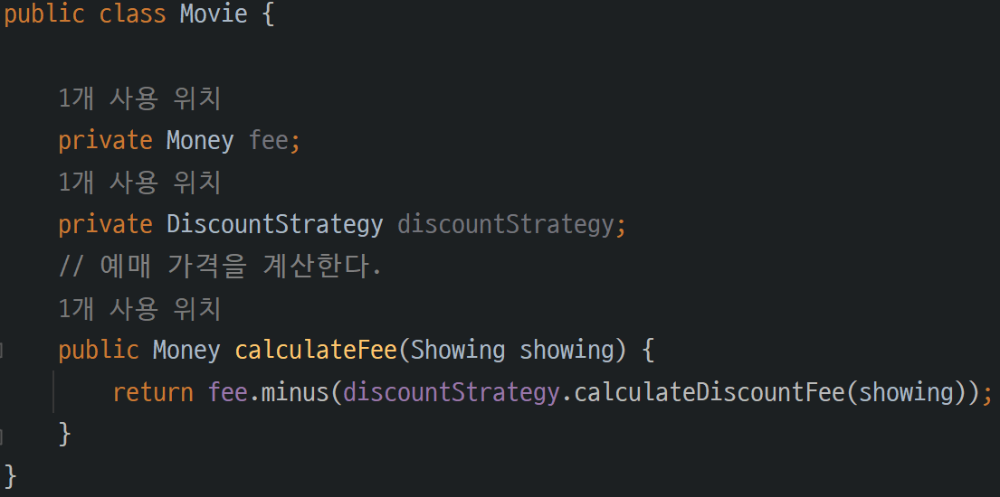 public class Movie {
1개 사용 위치
private Money fee;
1개 사용 위치
private DiscountStrategy discountStrategy;
// 예매 가격을 계산한다.
1개 사용 위치
public Money calculateFee(Showing showing) {
return fee.minus(discountStrategy.calculateDiscountFee(showing));
}
}